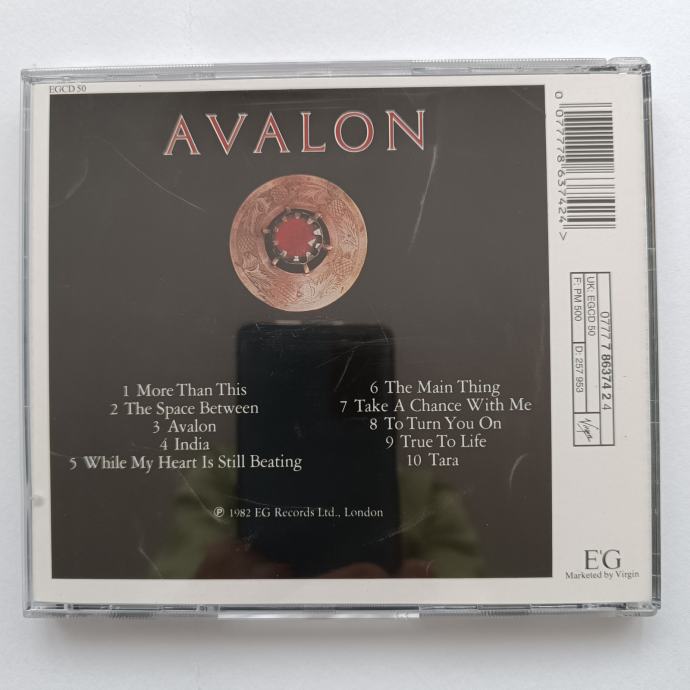 EGCD 50
AVALON
1 More Than This
2 The Space Between
3 Avalon
4 India
5 While My Heart Is Still Beating
6 The Main Thing
7 Take A Chance With Me
8 To Turn You On
9 True To Life
10 Tara
℗ 1982 EG Records Ltd., London
0 077778 637424 >
0777 7 86374 2 4
UK: EGCD 50
F: PM 500
D: 257 953
Virgin
E'G
Marketed by Virgin